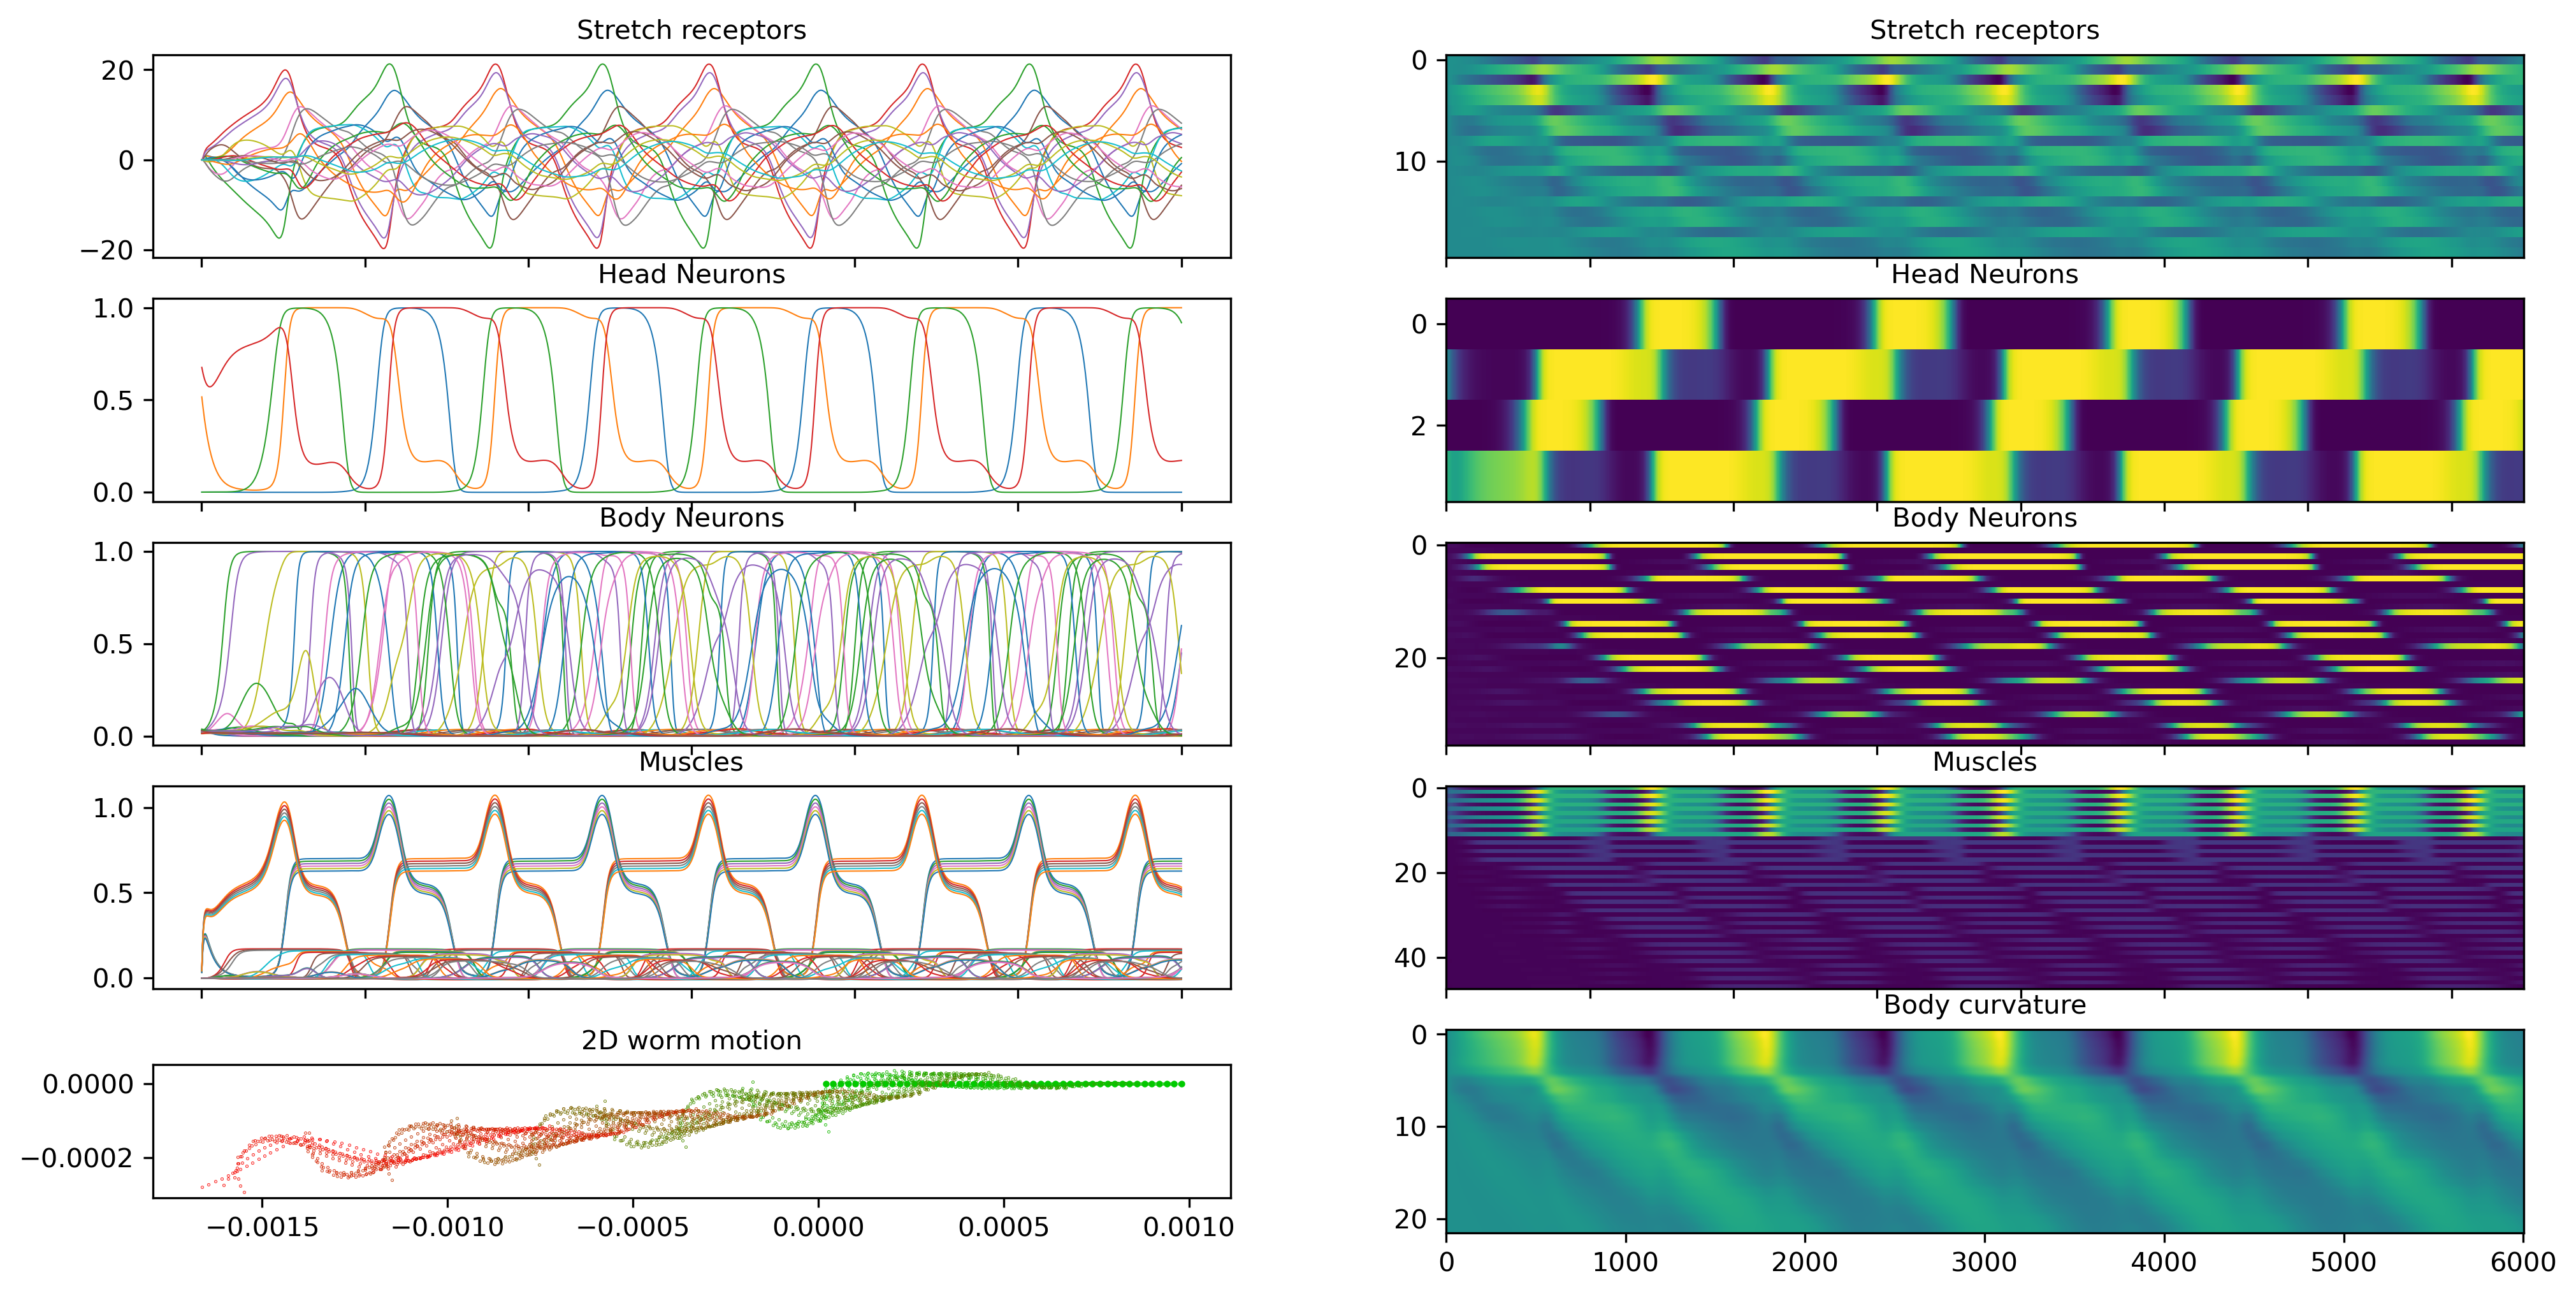 Stretch receptors
20
0
−20
Head Neurons
1.0
0.5
0.0
Body Neurons
1.0
0.5
0.0
Muscles
1.0
0.5
0.0
2D worm motion
0.0000
−0.0002
−0.0015 −0.0010 −0.0005 0.0000 0.0005 0.0010
Stretch receptors
0
10
Head Neurons
0
2
Body Neurons
0
20
Muscles
0
20
40
Body curvature
0
10
20
0 1000 2000 3000 4000 5000 6000